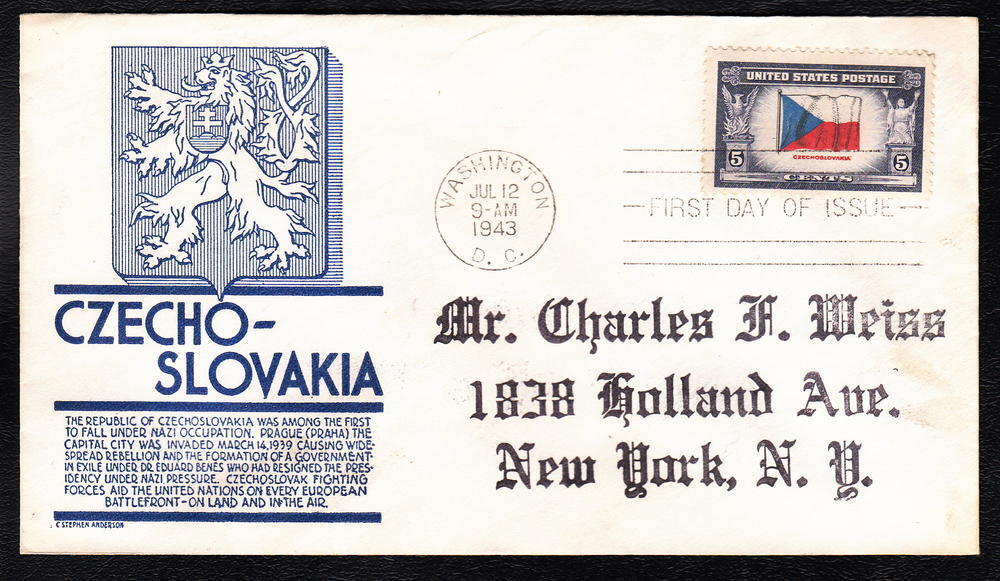 UNITED STATES POSTAGE
CZECHOSLOVAKIA
5 5
CENTS
WASHINGTON
JUL 12
9-AM
1943
D. C.
FIRST DAY OF ISSUE
CZECHO-
SLOVAKIA
THE REPUBLIC OF CZECHOSLOVAKIA WAS AMONG THE FIRST
TO FALL UNDER NAZI OCCUPATION. PRAGUE (PRAHA) THE
CAPITAL CITY WAS INVADED MARCH 14, 1939 CAUSING WIDE-
SPREAD REBELLION AND THE FORMATION OF A GOVERNMENT-
IN EXILE UNDER DR. EDUARD BENES WHO HAD RESIGNED THE PRES-
IDENCY UNDER NAZI PRESSURE. CZECHOSLOVAK FIGHTING
FORCES AID THE UNITED NATIONS ON EVERY EUROPEAN
BATTLEFRONT-ON LAND AND IN THE AIR.
C STEPHEN ANDERSON
Mr. Charles F. Weiss
1838 Holland Ave.
New York, N. Y.